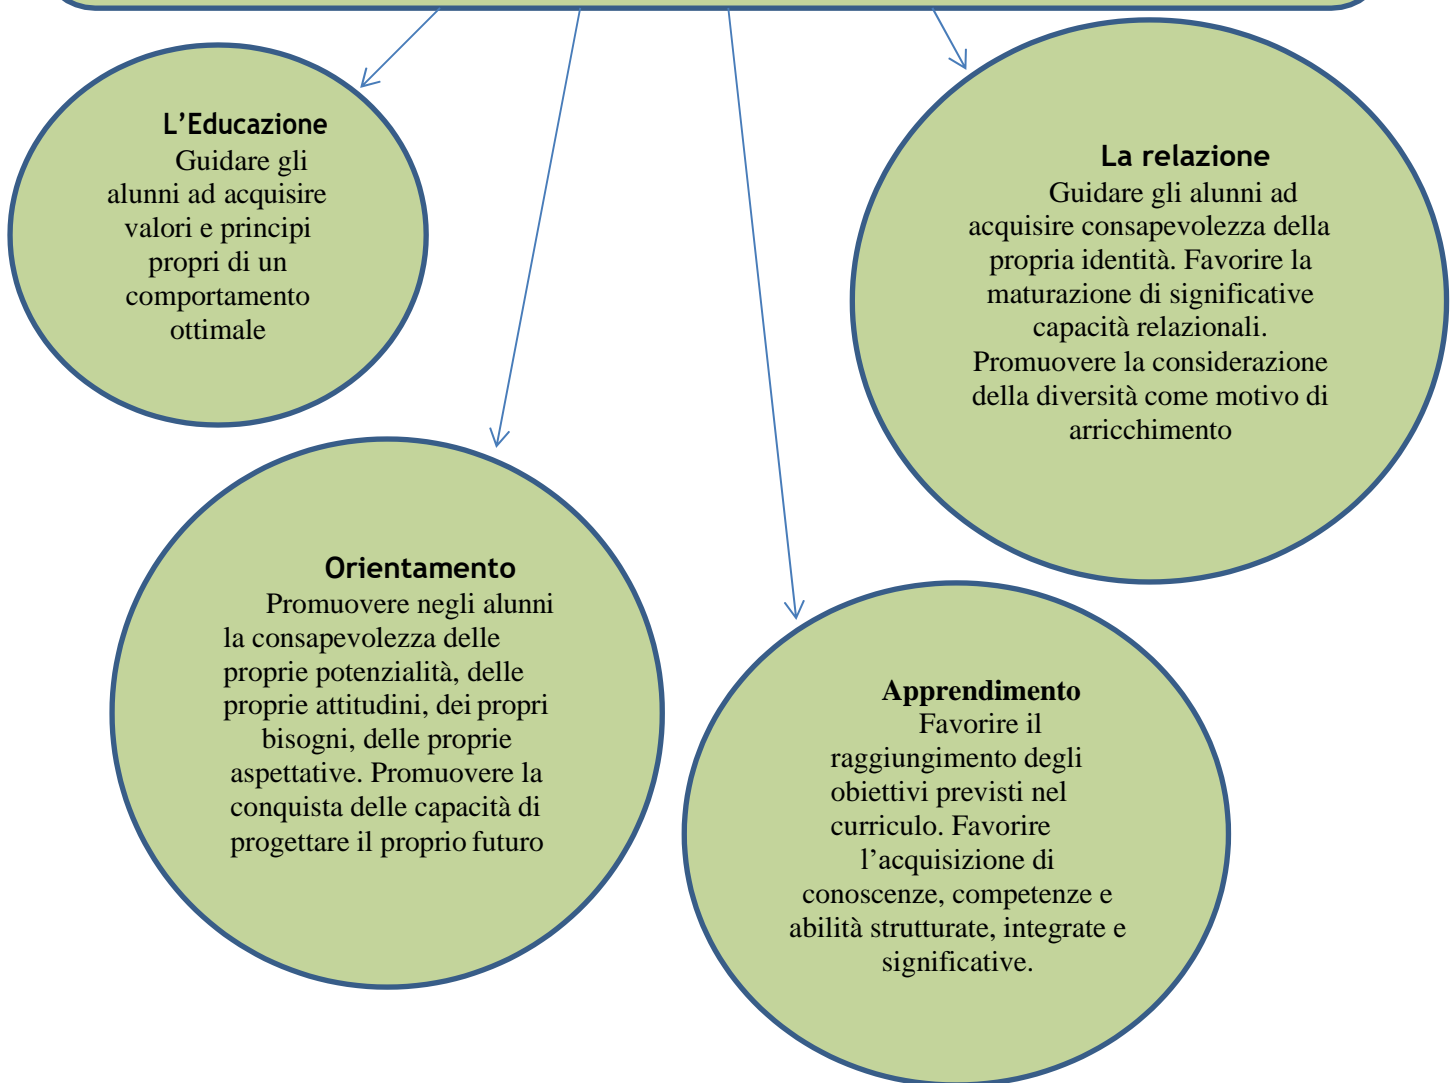 L’Educazione
Guidare gli
alunni ad acquisire
valori e principi
propri di un
comportamento
ottimale
La relazione
Guidare gli alunni ad
acquisire consapevolezza della
propria identità. Favorire la
maturazione di significative
capacità relazionali.
Promuovere la considerazione
della diversità come motivo di
arricchimento
Orientamento
Promuovere negli alunni
la consapevolezza delle
proprie potenzialità, delle
proprie attitudini, dei propri
bisogni, delle proprie
aspettative. Promuovere la
conquista delle capacità di
progettare il proprio futuro
Apprendimento
Favorire il
raggiungimento degli
obiettivi previsti nel
curriculo. Favorire
l’acquisizione di
conoscenze, competenze e
abilità strutturate, integrate e
significative.